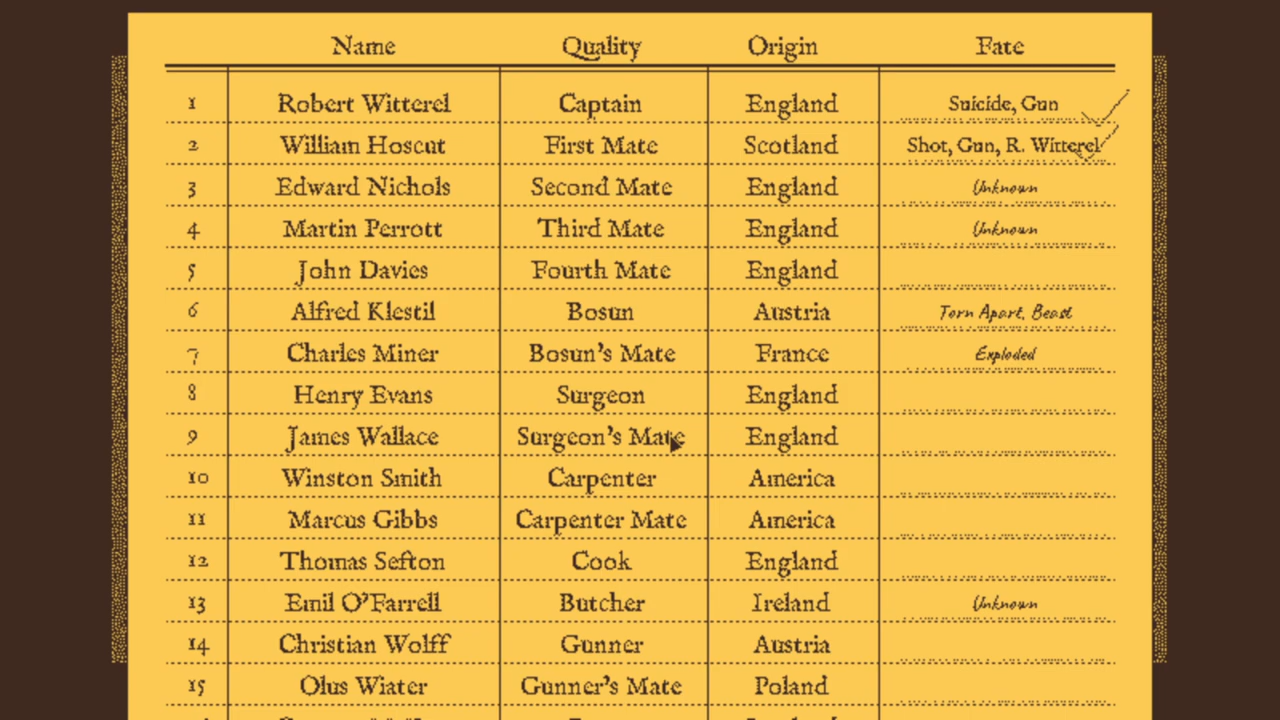 Name Quality Origin Fate
1 Robert Witterel Captain England Suicide, Gun
2 William Hoscut First Mate Scotland Shot, Gun, R. Witterel
3 Edward Nichols Second Mate England Unknown
4 Martin Perrott Third Mate England Unknown
5 John Davies Fourth Mate England
6 Alfred Klestil Bosun Austria Torn Apart, Beast
7 Charles Miner Bosun's Mate France Exploded
8 Henry Evans Surgeon England
9 James Wallace Surgeon's Mate England
10 Winston Smith Carpenter America
11 Marcus Gibbs Carpenter Mate America
12 Thomas Sefton Cook England
13 Emil O'Farrell Butcher Ireland Unknown
14 Christian Wolff Gunner Austria
15 Olus Wiater Gunner's Mate Poland